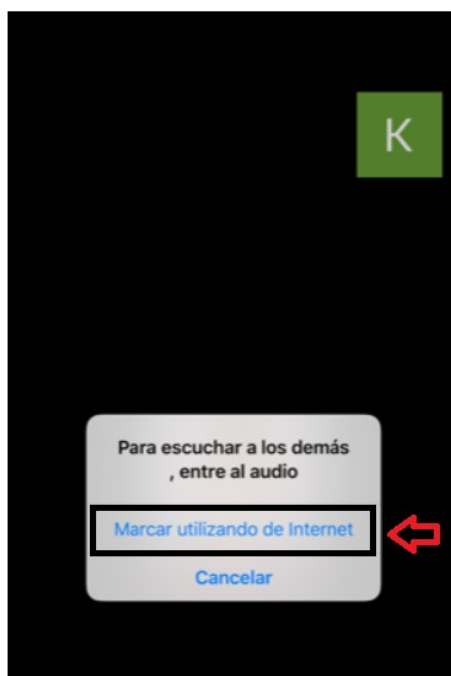 K
Para escuchar a los demás
, entre al audio
Marcar utilizando de Internet
Cancelar